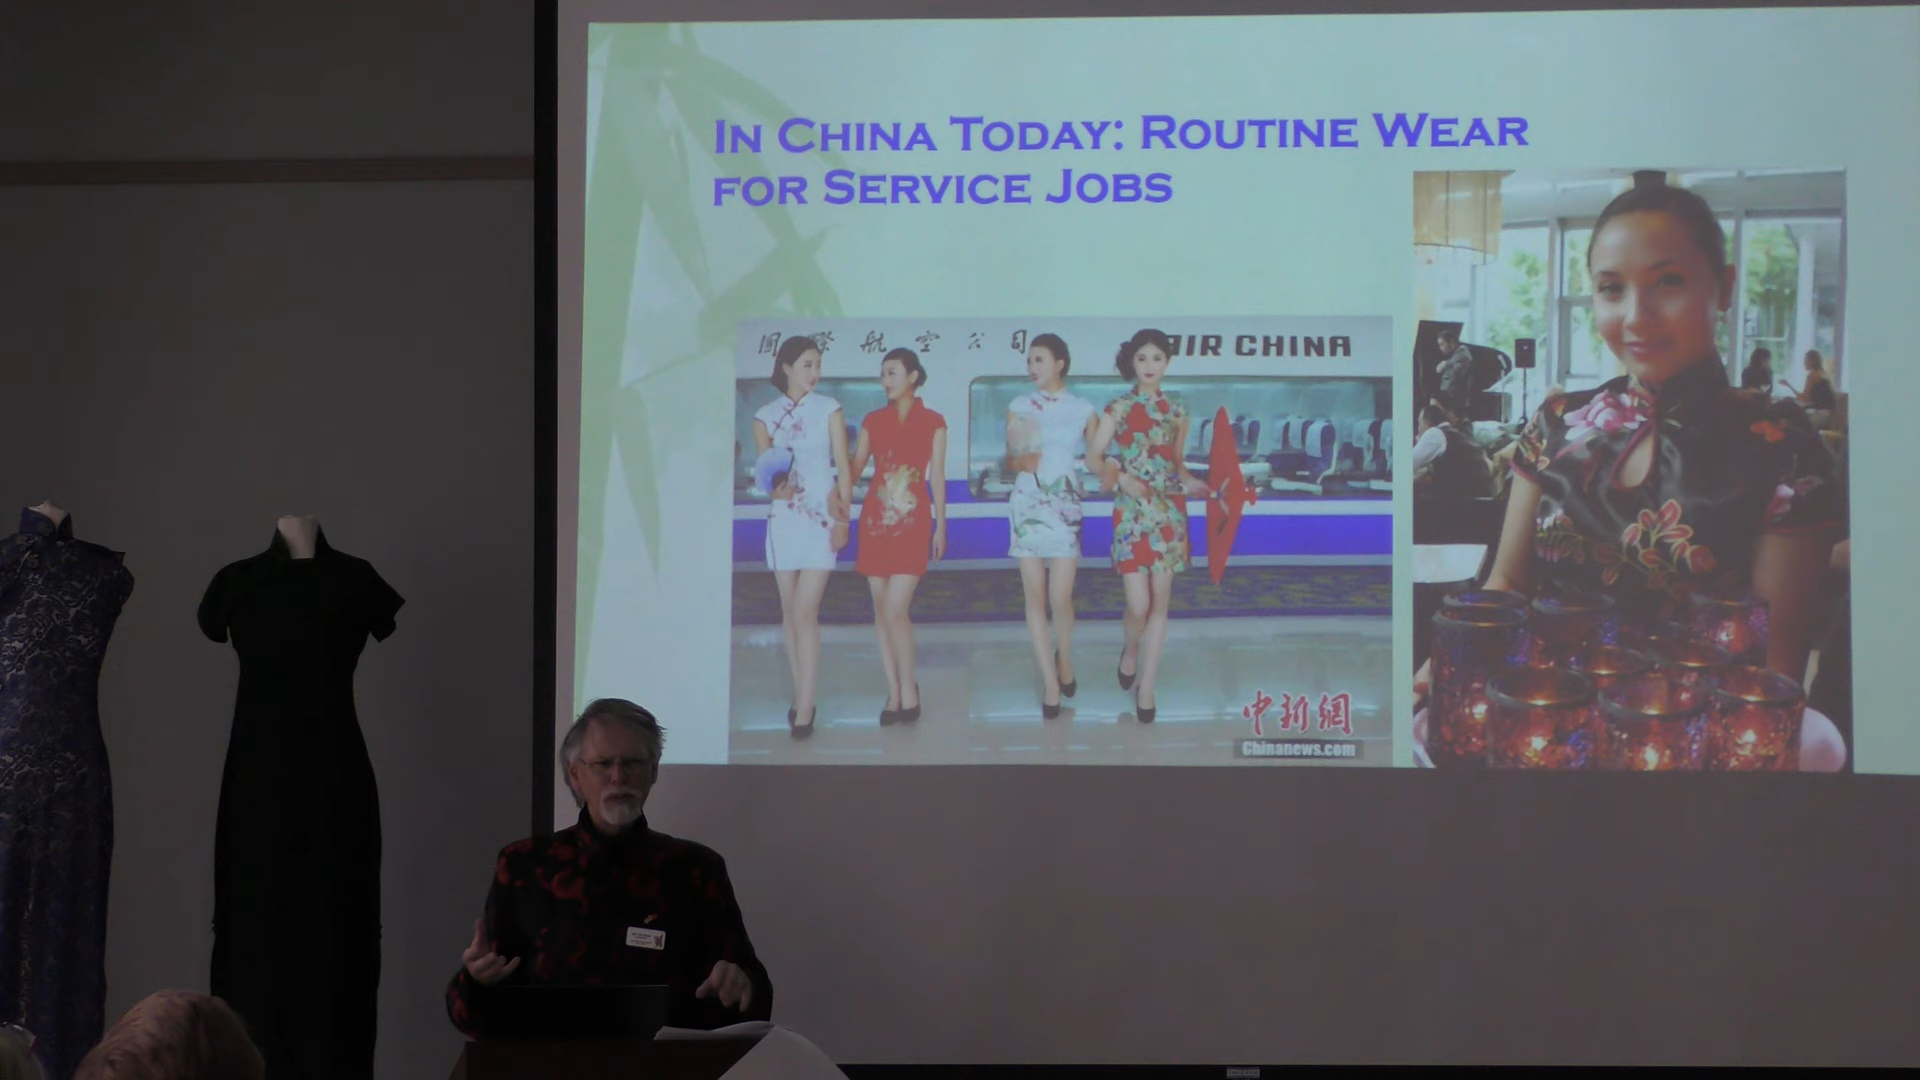 IN CHINA TODAY: ROUTINE WEAR
FOR SERVICE JOBS
國際航空公司
AIR CHINA
中新網
Chinanews.com